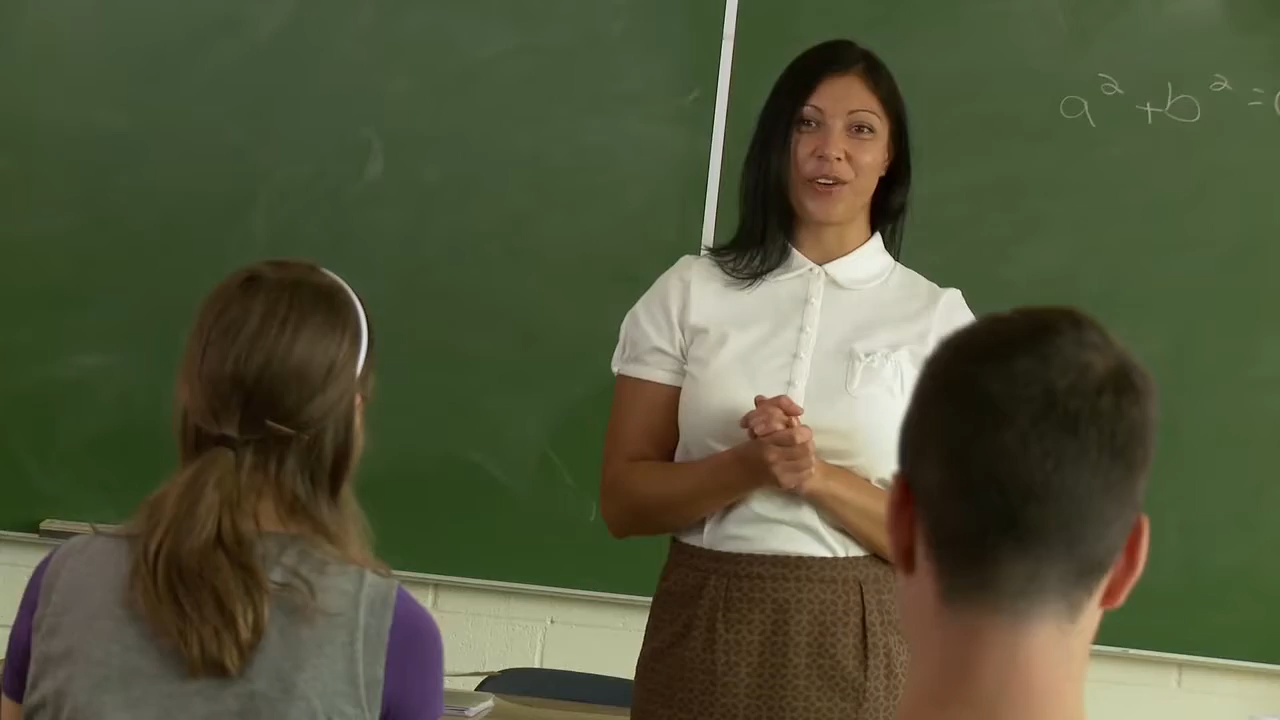 a² + b² =